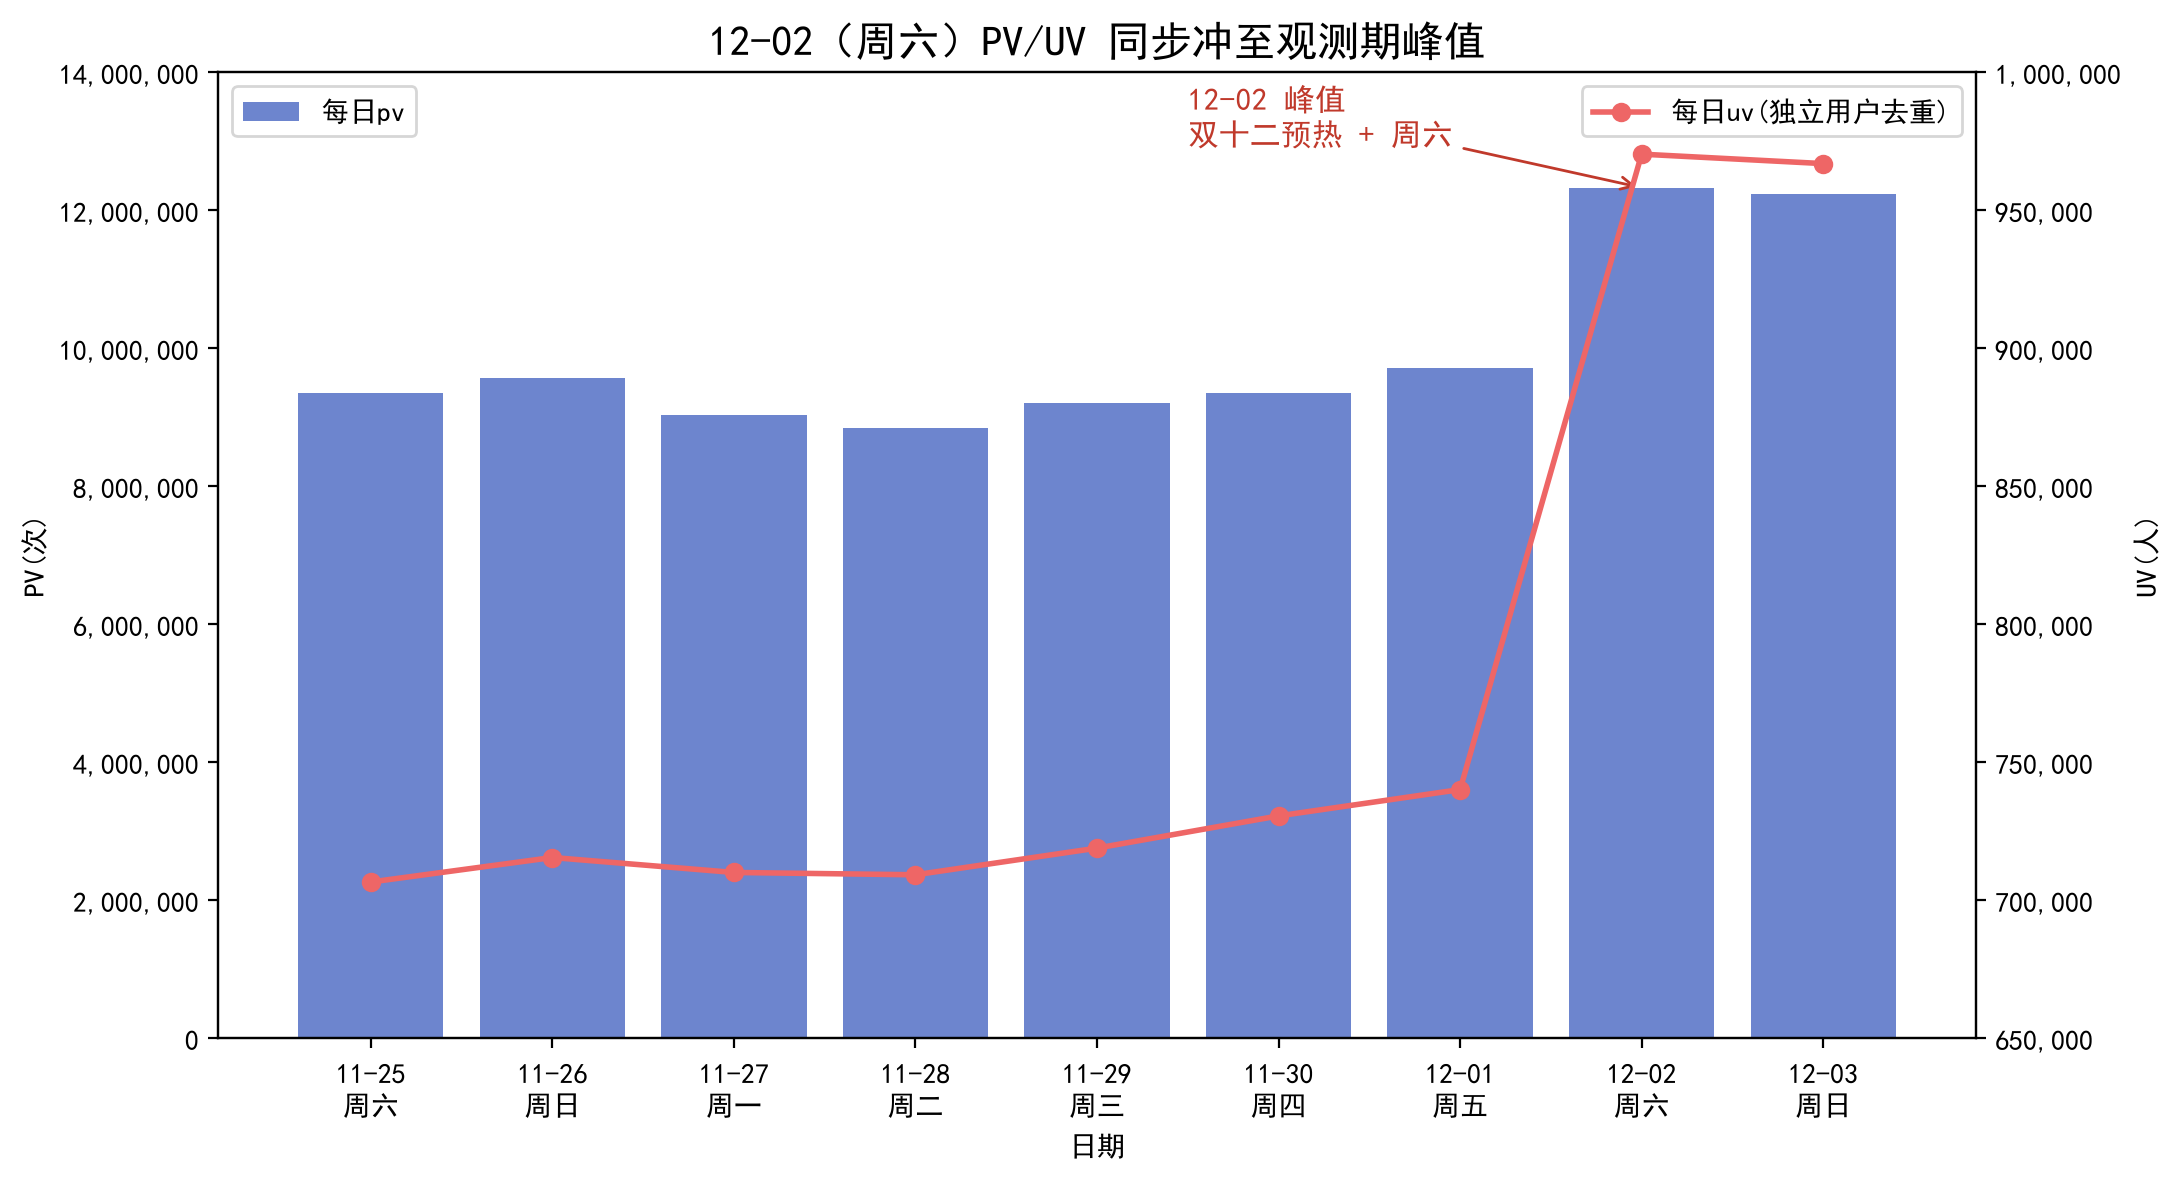 12-02（周六）PV/UV 同步冲至观测期峰值
每日pv
12-02 峰值
双十二预热 + 周六
每日uv(独立用户去重)
14,000,000
12,000,000
10,000,000
8,000,000
6,000,000
4,000,000
2,000,000
0
PV(次)
1,000,000
950,000
900,000
850,000
800,000
750,000
700,000
650,000
UV(人)
11-25
周六
11-26
周日
11-27
周一
11-28
周二
11-29
周三
11-30
周四
12-01
周五
12-02
周六
12-03
周日
日期